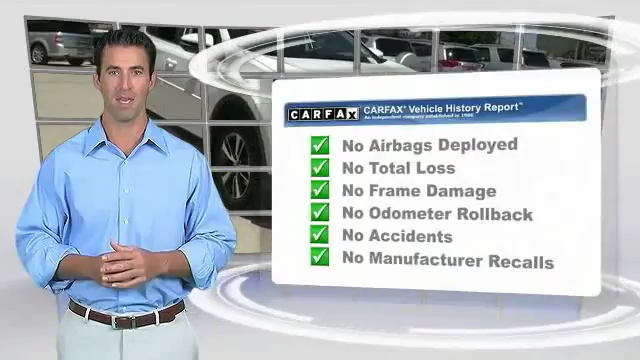 CARFAX CARFAX Vehicle History Report™
An independent company established in 1986
No Airbags Deployed
No Total Loss
No Frame Damage
No Odometer Rollback
No Accidents
No Manufacturer Recalls